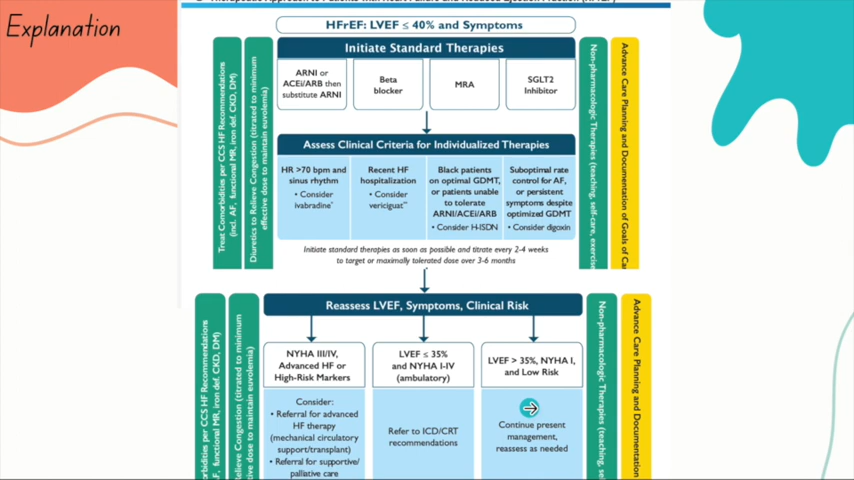 Explanation
HFrEF: LVEF ≤ 40% and Symptoms
Initiate Standard Therapies
ARNI or
ACEi/ARB then
substitute ARNI
Beta
blocker
MRA
SGLT2
Inhibitor
Assess Clinical Criteria for Individualized Therapies
HR >70 bpm and
sinus rhythm
• Consider
ivabradine*
Recent HF
hospitalization
• Consider
vericiguat**
Black patients
on optimal GDMT,
or patients unable
to tolerate
ARNI/ACEi/ARB
• Consider H-ISDN
Suboptimal rate
control for AF,
or persistent
symptoms despite
optimized GDMT
• Consider digoxin
Initiate standard therapies as soon as possible and titrate every 2-4 weeks
to target or maximally tolerated dose over 3-6 months
Treat Comorbidities per CCS HF Recommendations
(incl. AF, functional MR, iron def. CKD, DM)
Diuretics to Relieve Congestion (titrated to minimum
effective dose to maintain euvolemia)
Non-pharmacologic Therapies (teaching, self-care, exercise
Advance Care Planning and Documentation of Goals of Ca
Reassess LVEF, Symptoms, Clinical Risk
NYHA III/IV,
Advanced HF or
High-Risk Markers
LVEF ≤ 35%
and NYHA I-IV
(ambulatory)
LVEF > 35%, NYHA I,
and Low Risk
Consider:
• Referral for advanced
HF therapy
(mechanical circulatory
support/transplant)
• Referral for supportive/
palliative care
Refer to ICD/CRT
recommendations
Continue present
management,
reassess as needed
orbidities per CCS HF Recommendations
F, functional MR, iron def. CKD, DM)
Relieve Congestion (titrated to minimum
tive dose to maintain euvolemia)
Non-pharmacologic Therapies (teaching, se
Advance Care Planning and Documentation